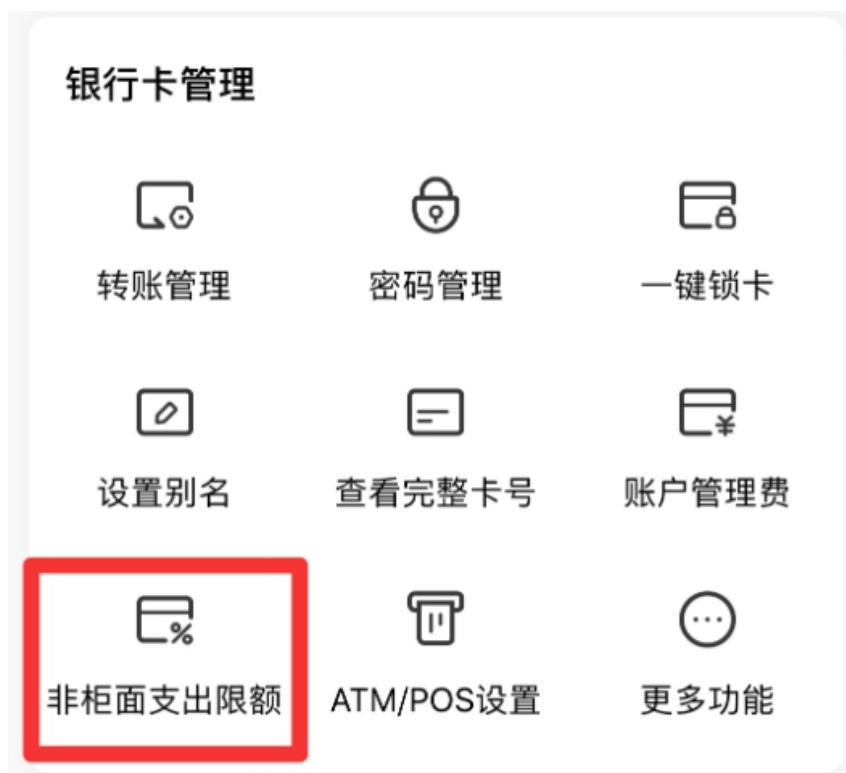 银行卡管理
转账管理
密码管理
一键锁卡
设置别名
查看完整卡号
账户管理费
非柜面支出限额
ATM/POS设置
更多功能